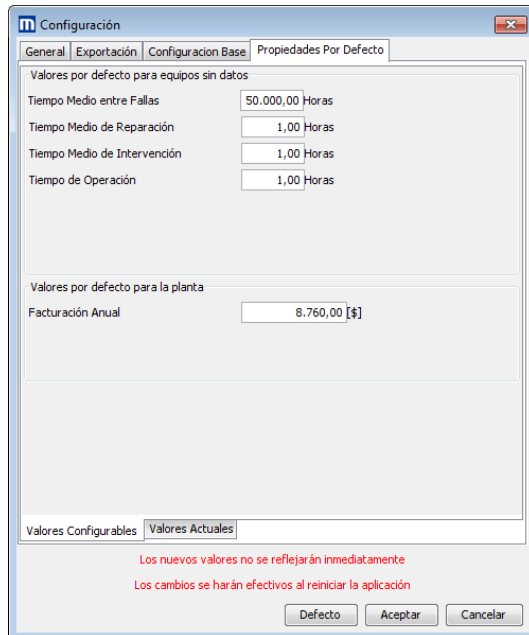 Configuración
General Exportación Configuracion Base Propiedades Por Defecto
Valores por defecto para equipos sin datos
Tiempo Medio entre Fallas 50.000,00 Horas
Tiempo Medio de Reparación 1,00 Horas
Tiempo Medio de Intervención 1,00 Horas
Tiempo de Operación 1,00 Horas
Valores por defecto para la planta
Facturación Anual 8.760,00 [$]
Valores Configurables Valores Actuales
Los nuevos valores no se reflejarán inmediatamente
Los cambios se harán efectivos al reiniciar la aplicación
Defecto Aceptar Cancelar